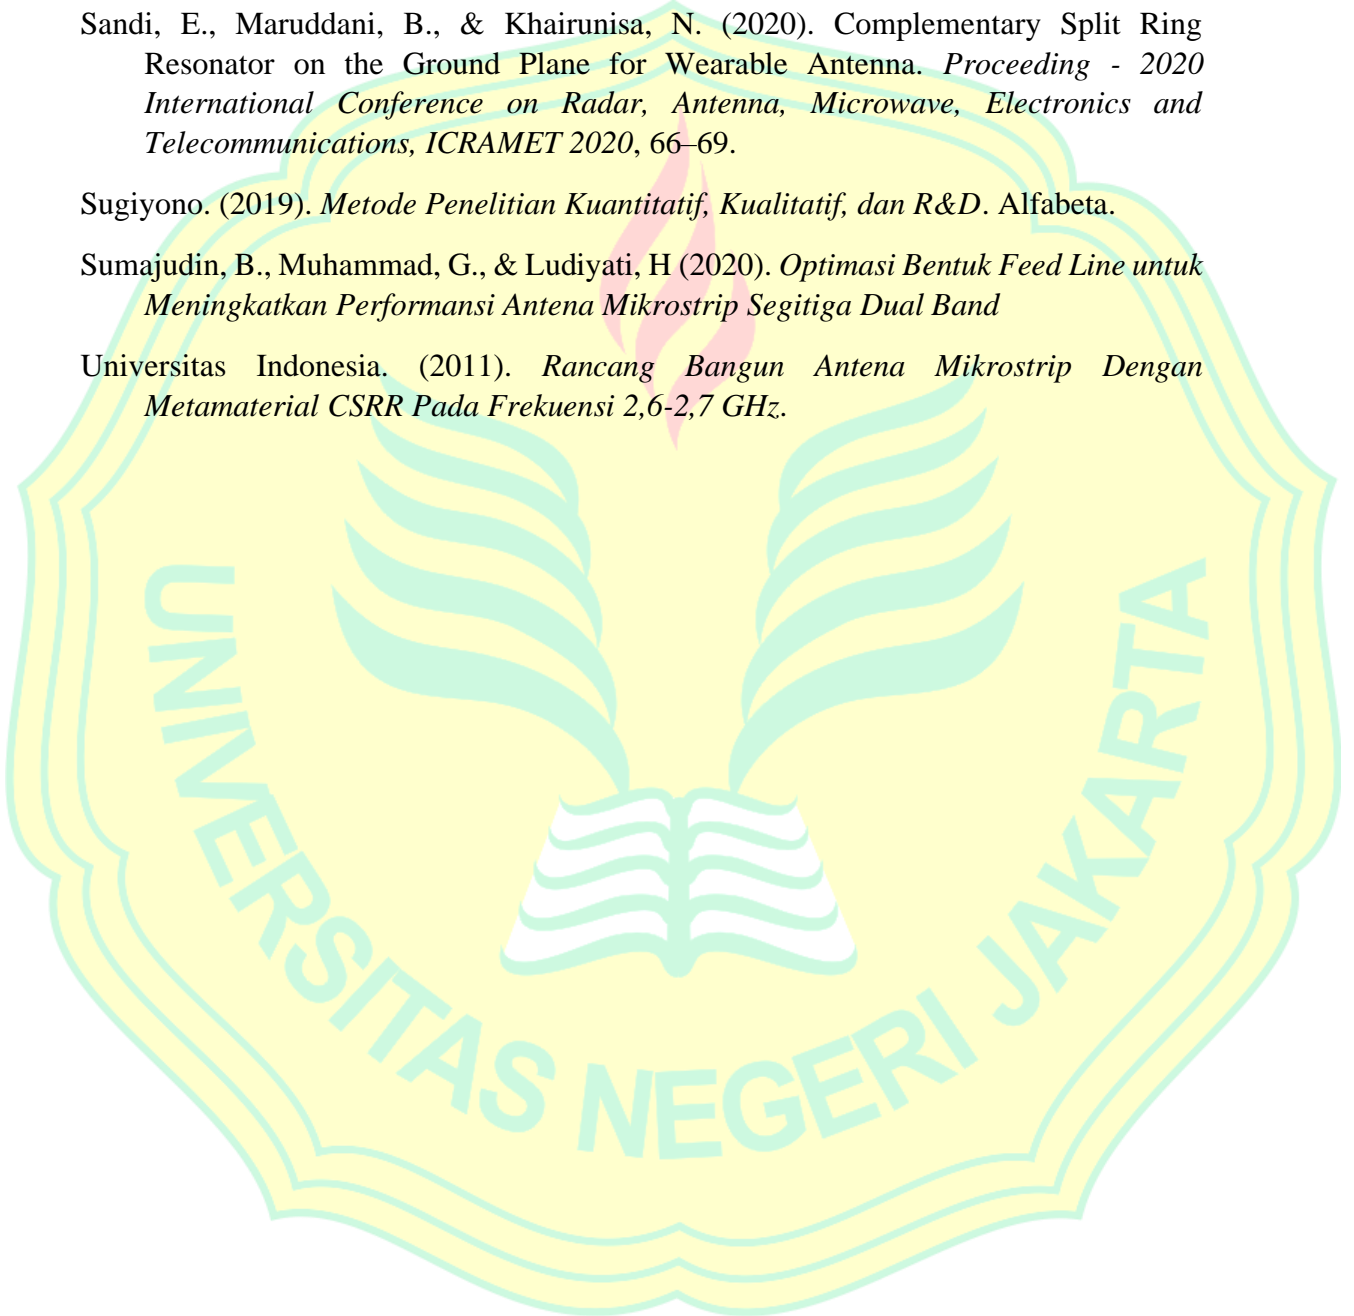 Sandi, E., Maruddani, B., & Khairunisa, N. (2020). Complementary Split Ring
Resonator on the Ground Plane for Wearable Antenna. Proceeding - 2020
International Conference on Radar, Antenna, Microwave, Electronics and
Telecommunications, ICRAMET 2020, 66–69.
Sugiyono. (2019). Metode Penelitian Kuantitatif, Kualitatif, dan R&D. Alfabeta.
Sumajudin, B., Muhammad, G., & Ludiyati, H (2020). Optimasi Bentuk Feed Line untuk
Meningkatkan Performansi Antena Mikrostrip Segitiga Dual Band
Universitas Indonesia. (2011). Rancang Bangun Antena Mikrostrip Dengan
Metamaterial CSRR Pada Frekuensi 2,6-2,7 GHz.
UNIVERSITAS NEGERI JAKARTA